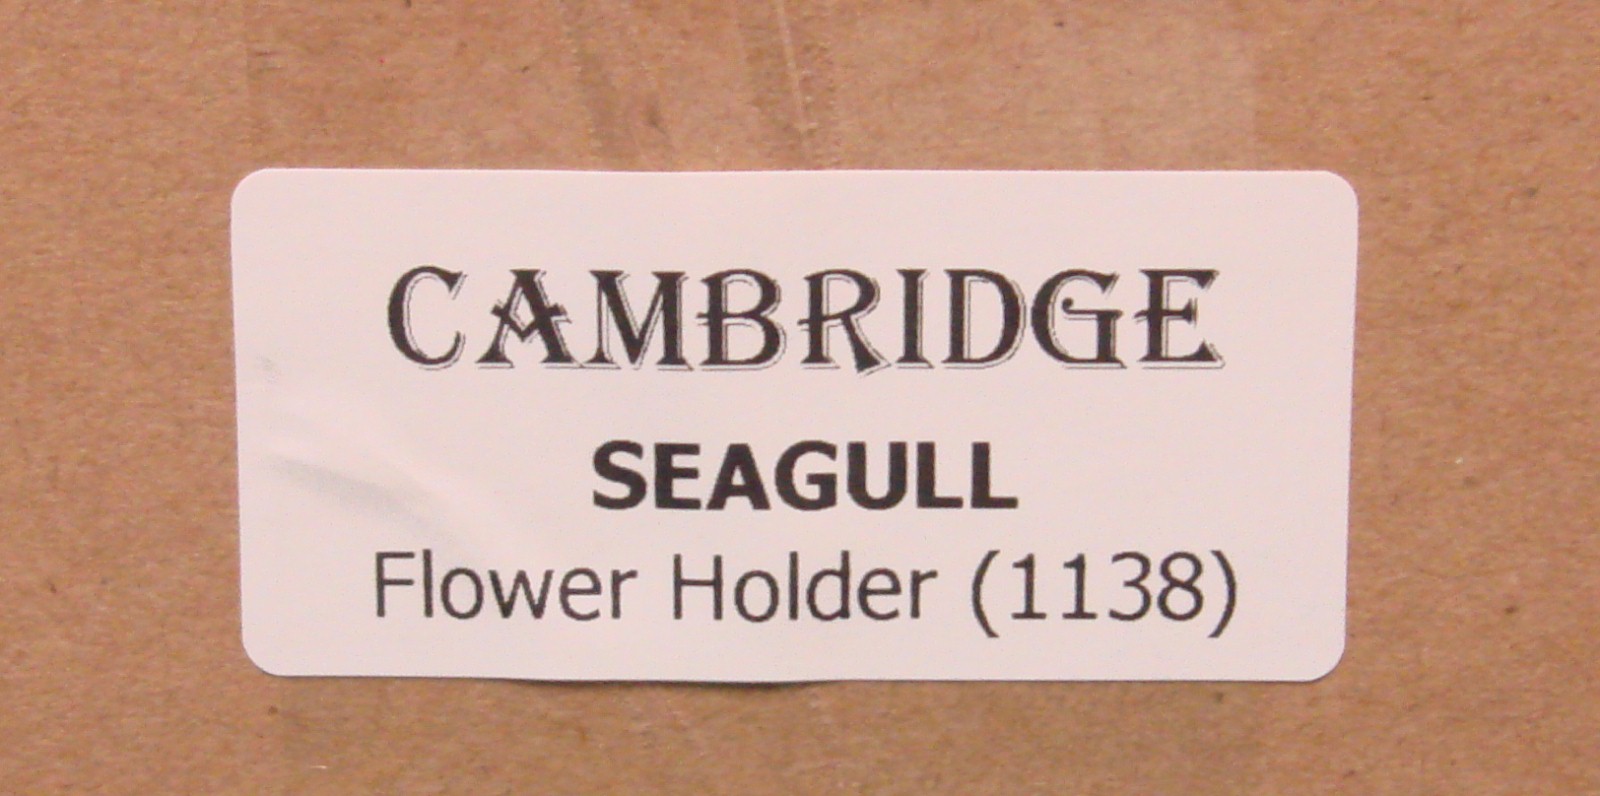 CAMBRIDGE
SEAGULL
Flower Holder (1138)